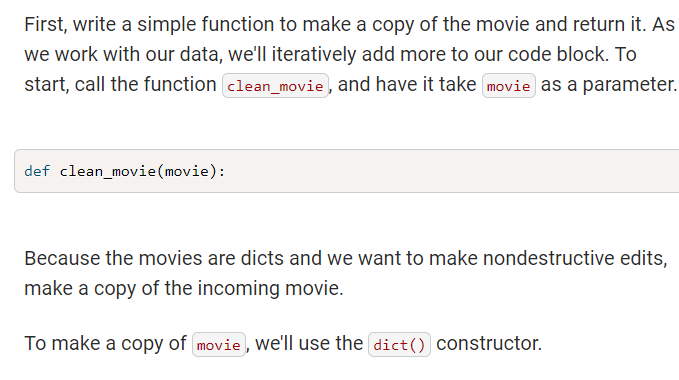 First, write a simple function to make a copy of the movie and return it. As
we work with our data, we'll iteratively add more to our code block. To
start, call the function clean_movie, and have it take movie as a parameter.
def clean_movie(movie):
Because the movies are dicts and we want to make nondestructive edits,
make a copy of the incoming movie.
To make a copy of movie, we'll use the dict() constructor.